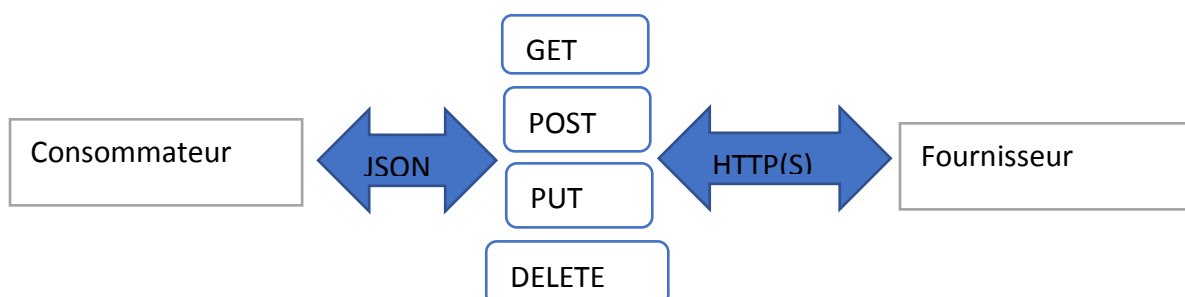 GET
POST
Consommateur
JSON
HTTP(S)
Fournisseur
PUT
DELETE